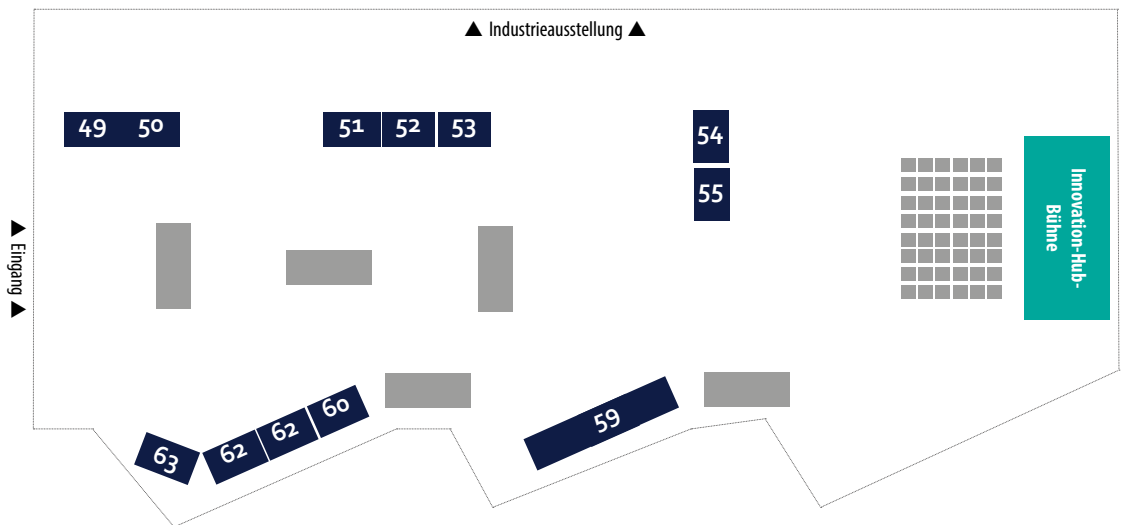 ▲ Industrieausstellung ▲
49 50 51 52 53 54
55
▲ Eingang ▲
Innovation-Hub-
Bühne
63 62 62 60 59